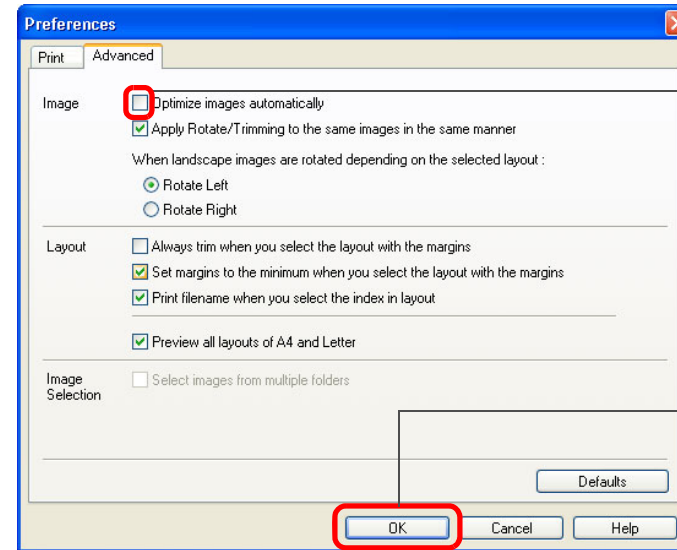 Preferences
Print Advanced
Image Optimize images automatically
Apply Rotate/Trimming to the same images in the same manner
When landscape images are rotated depending on the selected layout :
Rotate Left
Rotate Right
Layout Always trim when you select the layout with the margins
Set margins to the minimum when you select the layout with the margins
Print filename when you select the index in layout
Preview all layouts of A4 and Letter
Image Select images from multiple folders
Selection
Defaults
OK Cancel Help